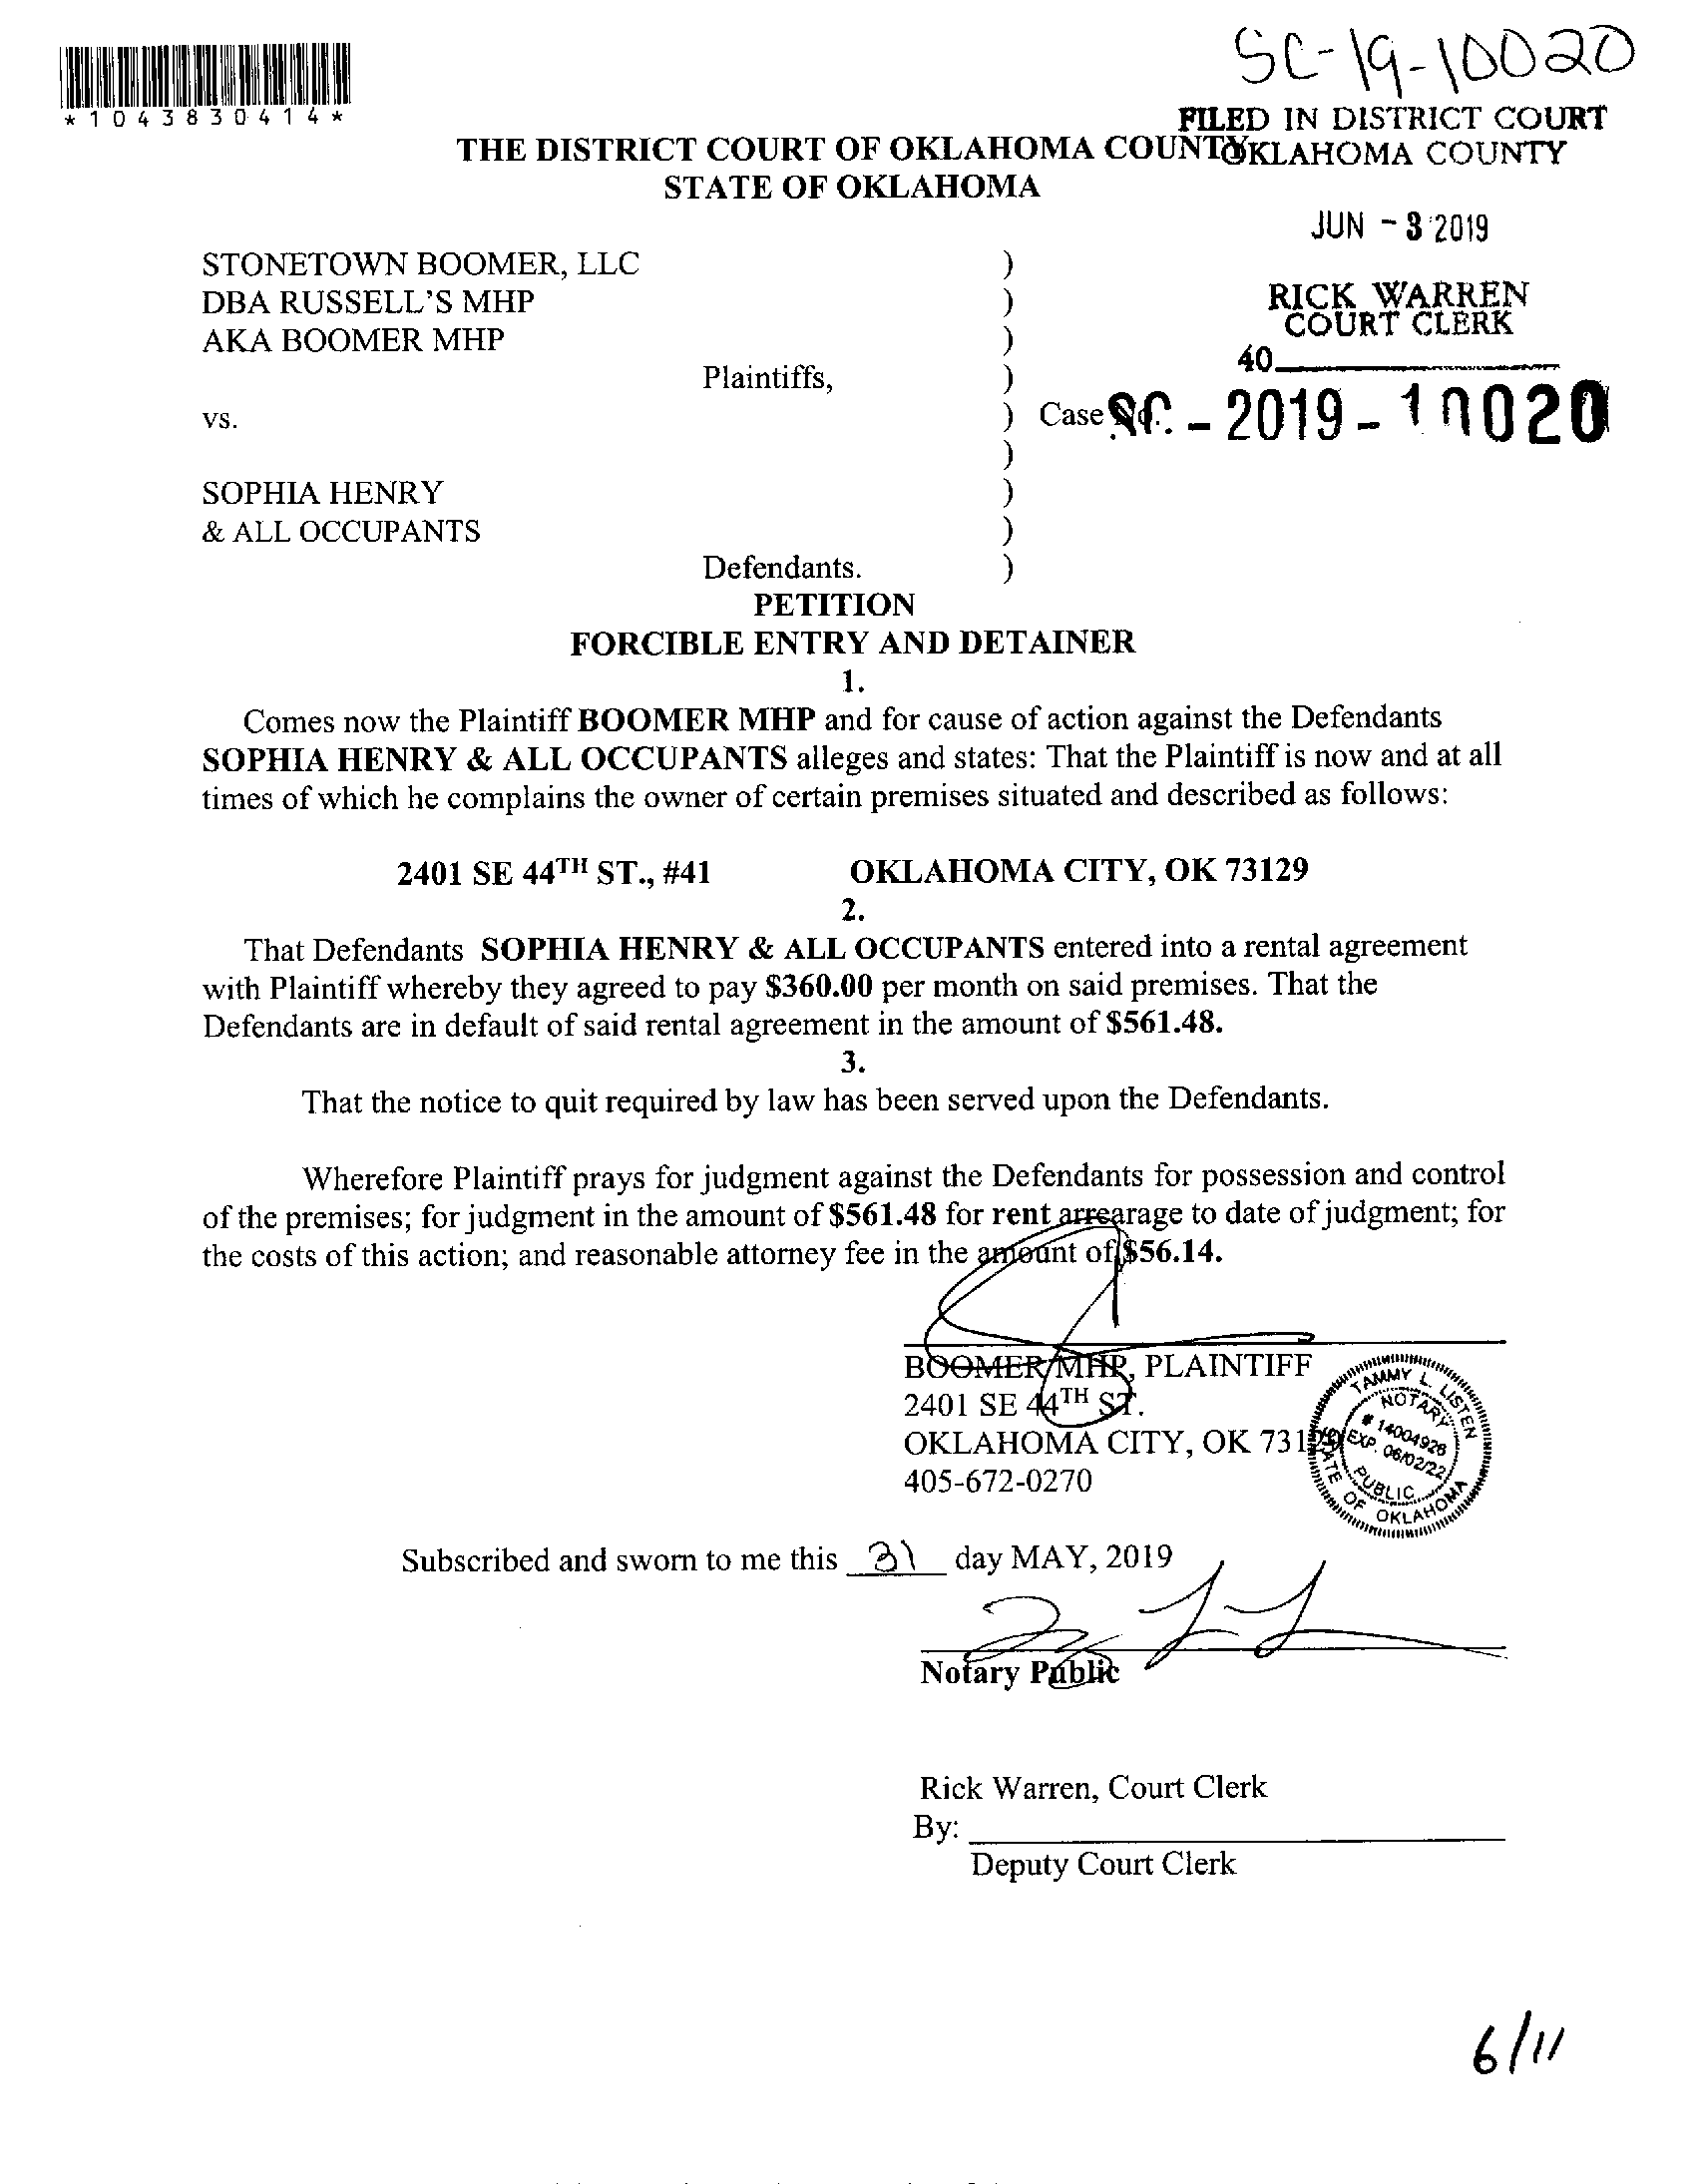 SC-19-10020
*1043830414*
FILED IN DISTRICT COURT
OKLAHOMA COUNTY
THE DISTRICT COURT OF OKLAHOMA COUNTY
STATE OF OKLAHOMA
JUN - 3 2019
RICK WARREN
COURT CLERK
40
STONETOWN BOOMER, LLC )
DBA RUSSELL'S MHP )
AKA BOOMER MHP )
Plaintiffs, )
vs. ) Case No. SC - 2019 - 10020
)
SOPHIA HENRY )
& ALL OCCUPANTS )
Defendants. )
PETITION
FORCIBLE ENTRY AND DETAINER
1.
Comes now the Plaintiff BOOMER MHP and for cause of action against the Defendants
SOPHIA HENRY & ALL OCCUPANTS alleges and states: That the Plaintiff is now and at all
times of which he complains the owner of certain premises situated and described as follows:
2401 SE 44TH ST., #41 OKLAHOMA CITY, OK 73129
2.
That Defendants SOPHIA HENRY & ALL OCCUPANTS entered into a rental agreement
with Plaintiff whereby they agreed to pay $360.00 per month on said premises. That the
Defendants are in default of said rental agreement in the amount of $561.48.
3.
That the notice to quit required by law has been served upon the Defendants.
Wherefore Plaintiff prays for judgment against the Defendants for possession and control
of the premises; for judgment in the amount of $561.48 for rent arrearage to date of judgment; for
the costs of this action; and reasonable attorney fee in the amount of $56.14.
BOOMER MHP, PLAINTIFF
2401 SE 44TH ST.
OKLAHOMA CITY, OK 73129
405-672-0270
TAMMY L. LISTEN
NOTARY
# 14004926
EXP. 06/02/22
PUBLIC
STATE OF OKLAHOMA
Subscribed and sworn to me this 31 day MAY, 2019
Notary Public
Rick Warren, Court Clerk
By:
Deputy Court Clerk
6/11